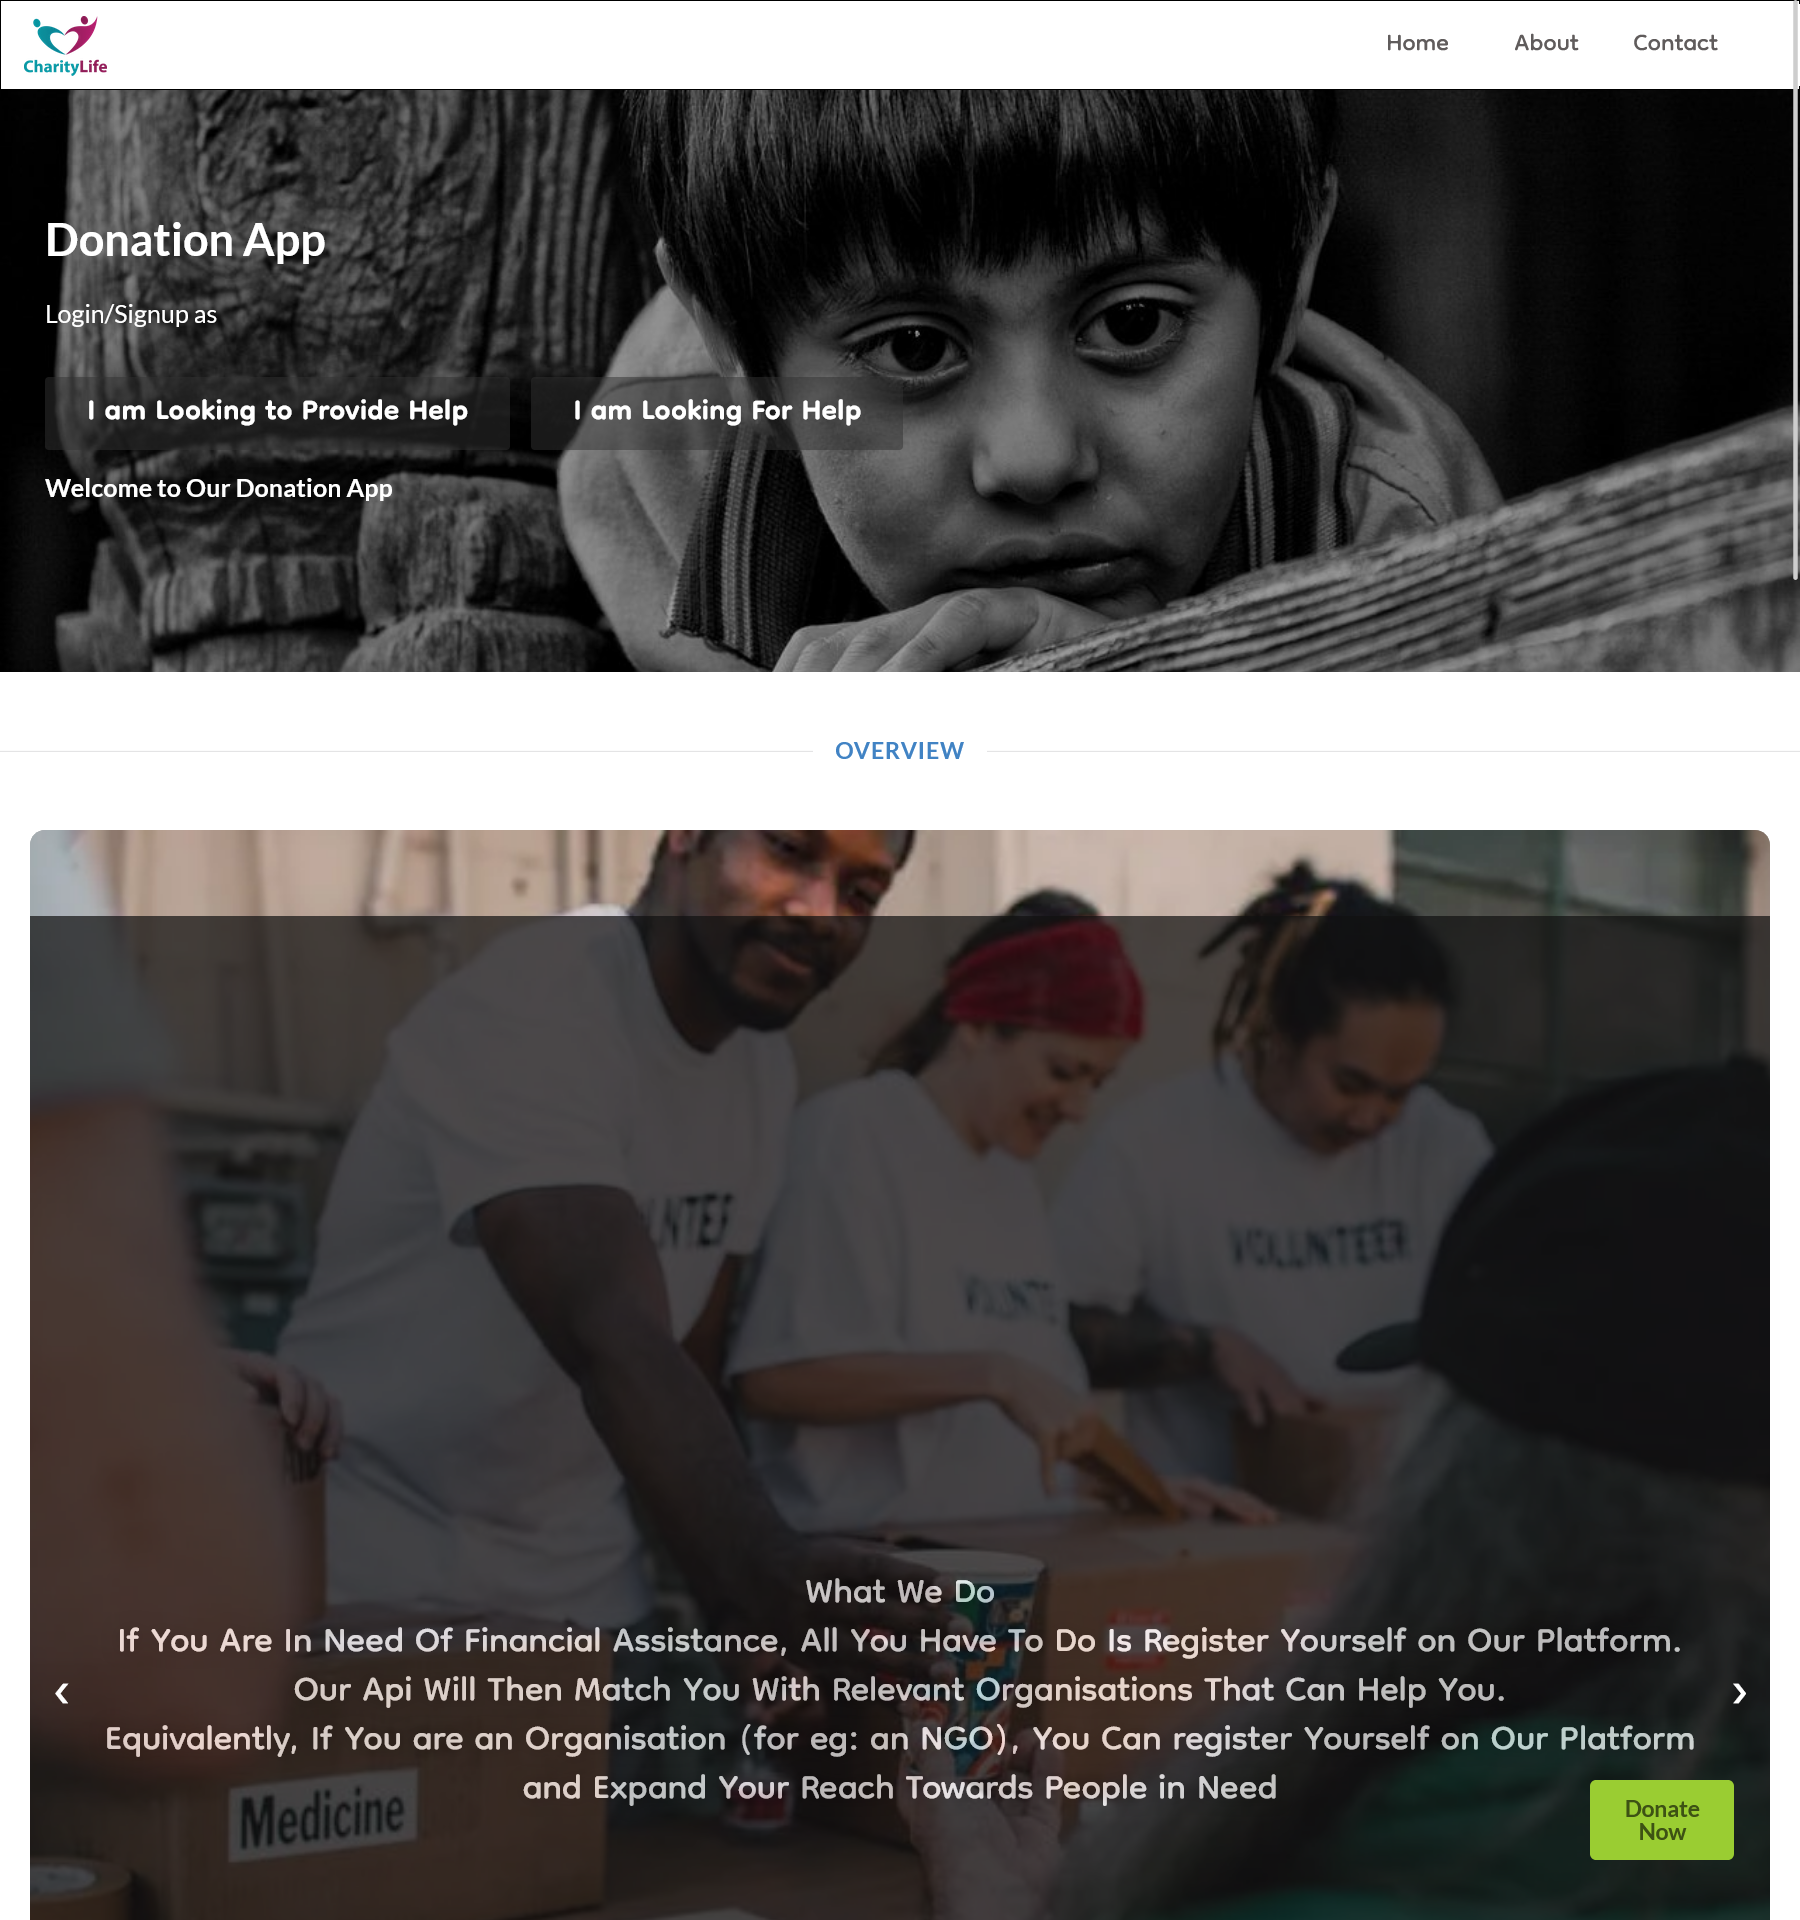 CharityLife
Home About Contact
Donation App
Login/Signup as
I am Looking to Provide Help I am Looking For Help
Welcome to Our Donation App
OVERVIEW
VOLUNTEER
What We Do
If You Are In Need Of Financial Assistance, All You Have To Do Is Register Yourself on Our Platform.
Our Api Will Then Match You With Relevant Organisations That Can Help You.
❮ ❯
Equivalently, If You are an Organisation (for eg: an NGO), You Can register Yourself on Our Platform
and Expand Your Reach Towards People in Need
Medicine
Donate
Now